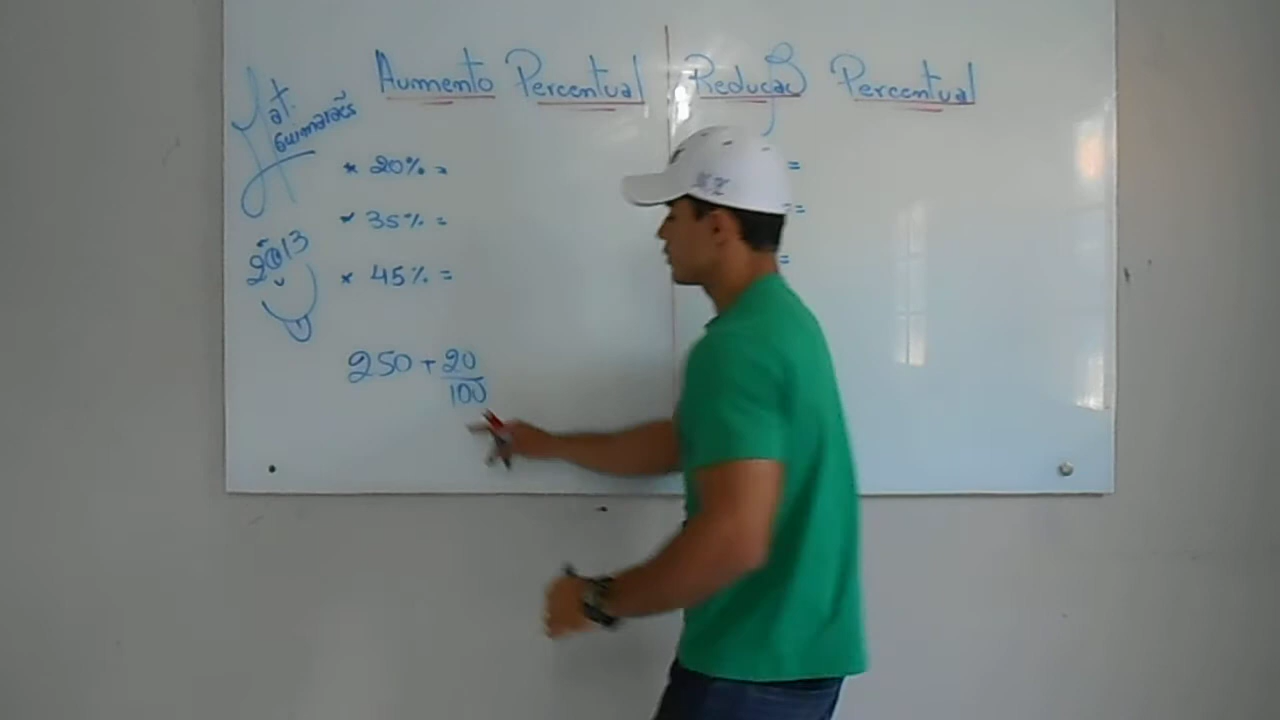 Aumento Percentual Redução Percentual
Mat.
Guimarães
2013
* 20% =
* 35% =
* 45% =
250 + 20
100
=
=
=